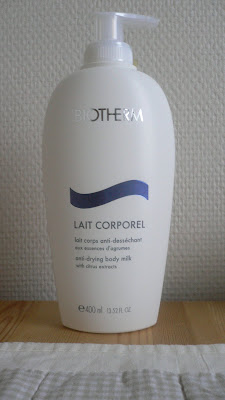 BIOTHERM
LAIT CORPOREL
lait corps anti-desséchant
aux essences d'agrumes
anti-drying body milk
with citrus extracts
℮400 ml (13.52 fl. oz)